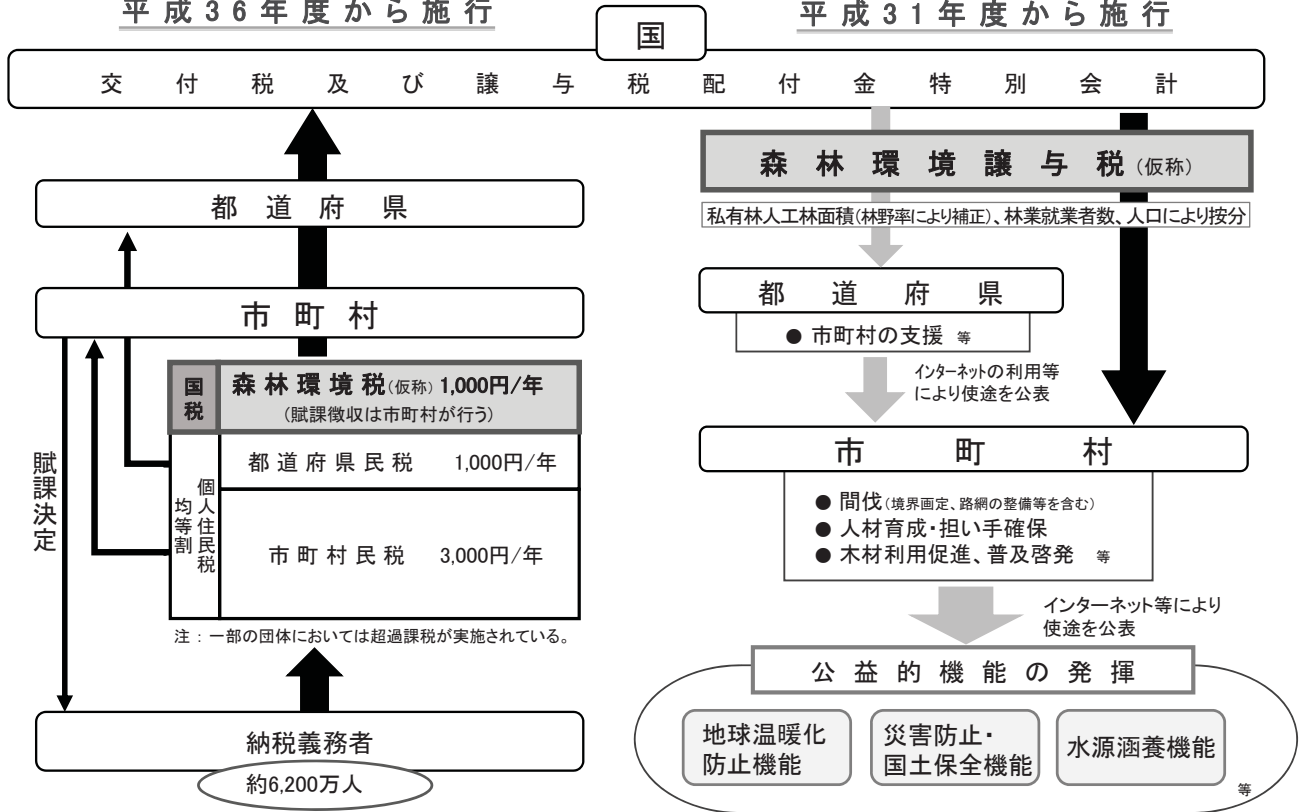 平成３６年度から施行
平成３１年度から施行
国
交付税及び譲与税配付金特別会計
都道府県
市町村
国税
森林環境税(仮称) 1,000円/年
(賦課徴収は市町村が行う)
個人住民税
均等割
都道府県民税 1,000円/年
市町村民税 3,000円/年
注：一部の団体においては超過課税が実施されている。
賦課決定
納税義務者
約6,200万人
森林環境譲与税(仮称)
私有林人工林面積(林野率により補正)、林業就業者数、人口により按分
都道府県
● 市町村の支援 等
インターネットの利用等
により使途を公表
市町村
● 間伐(境界画定、路網の整備等を含む)
● 人材育成・担い手確保
● 木材利用促進、普及啓発 等
インターネット等により
使途を公表
公益的機能の発揮
地球温暖化
防止機能
災害防止・
国土保全機能
水源涵養機能
等